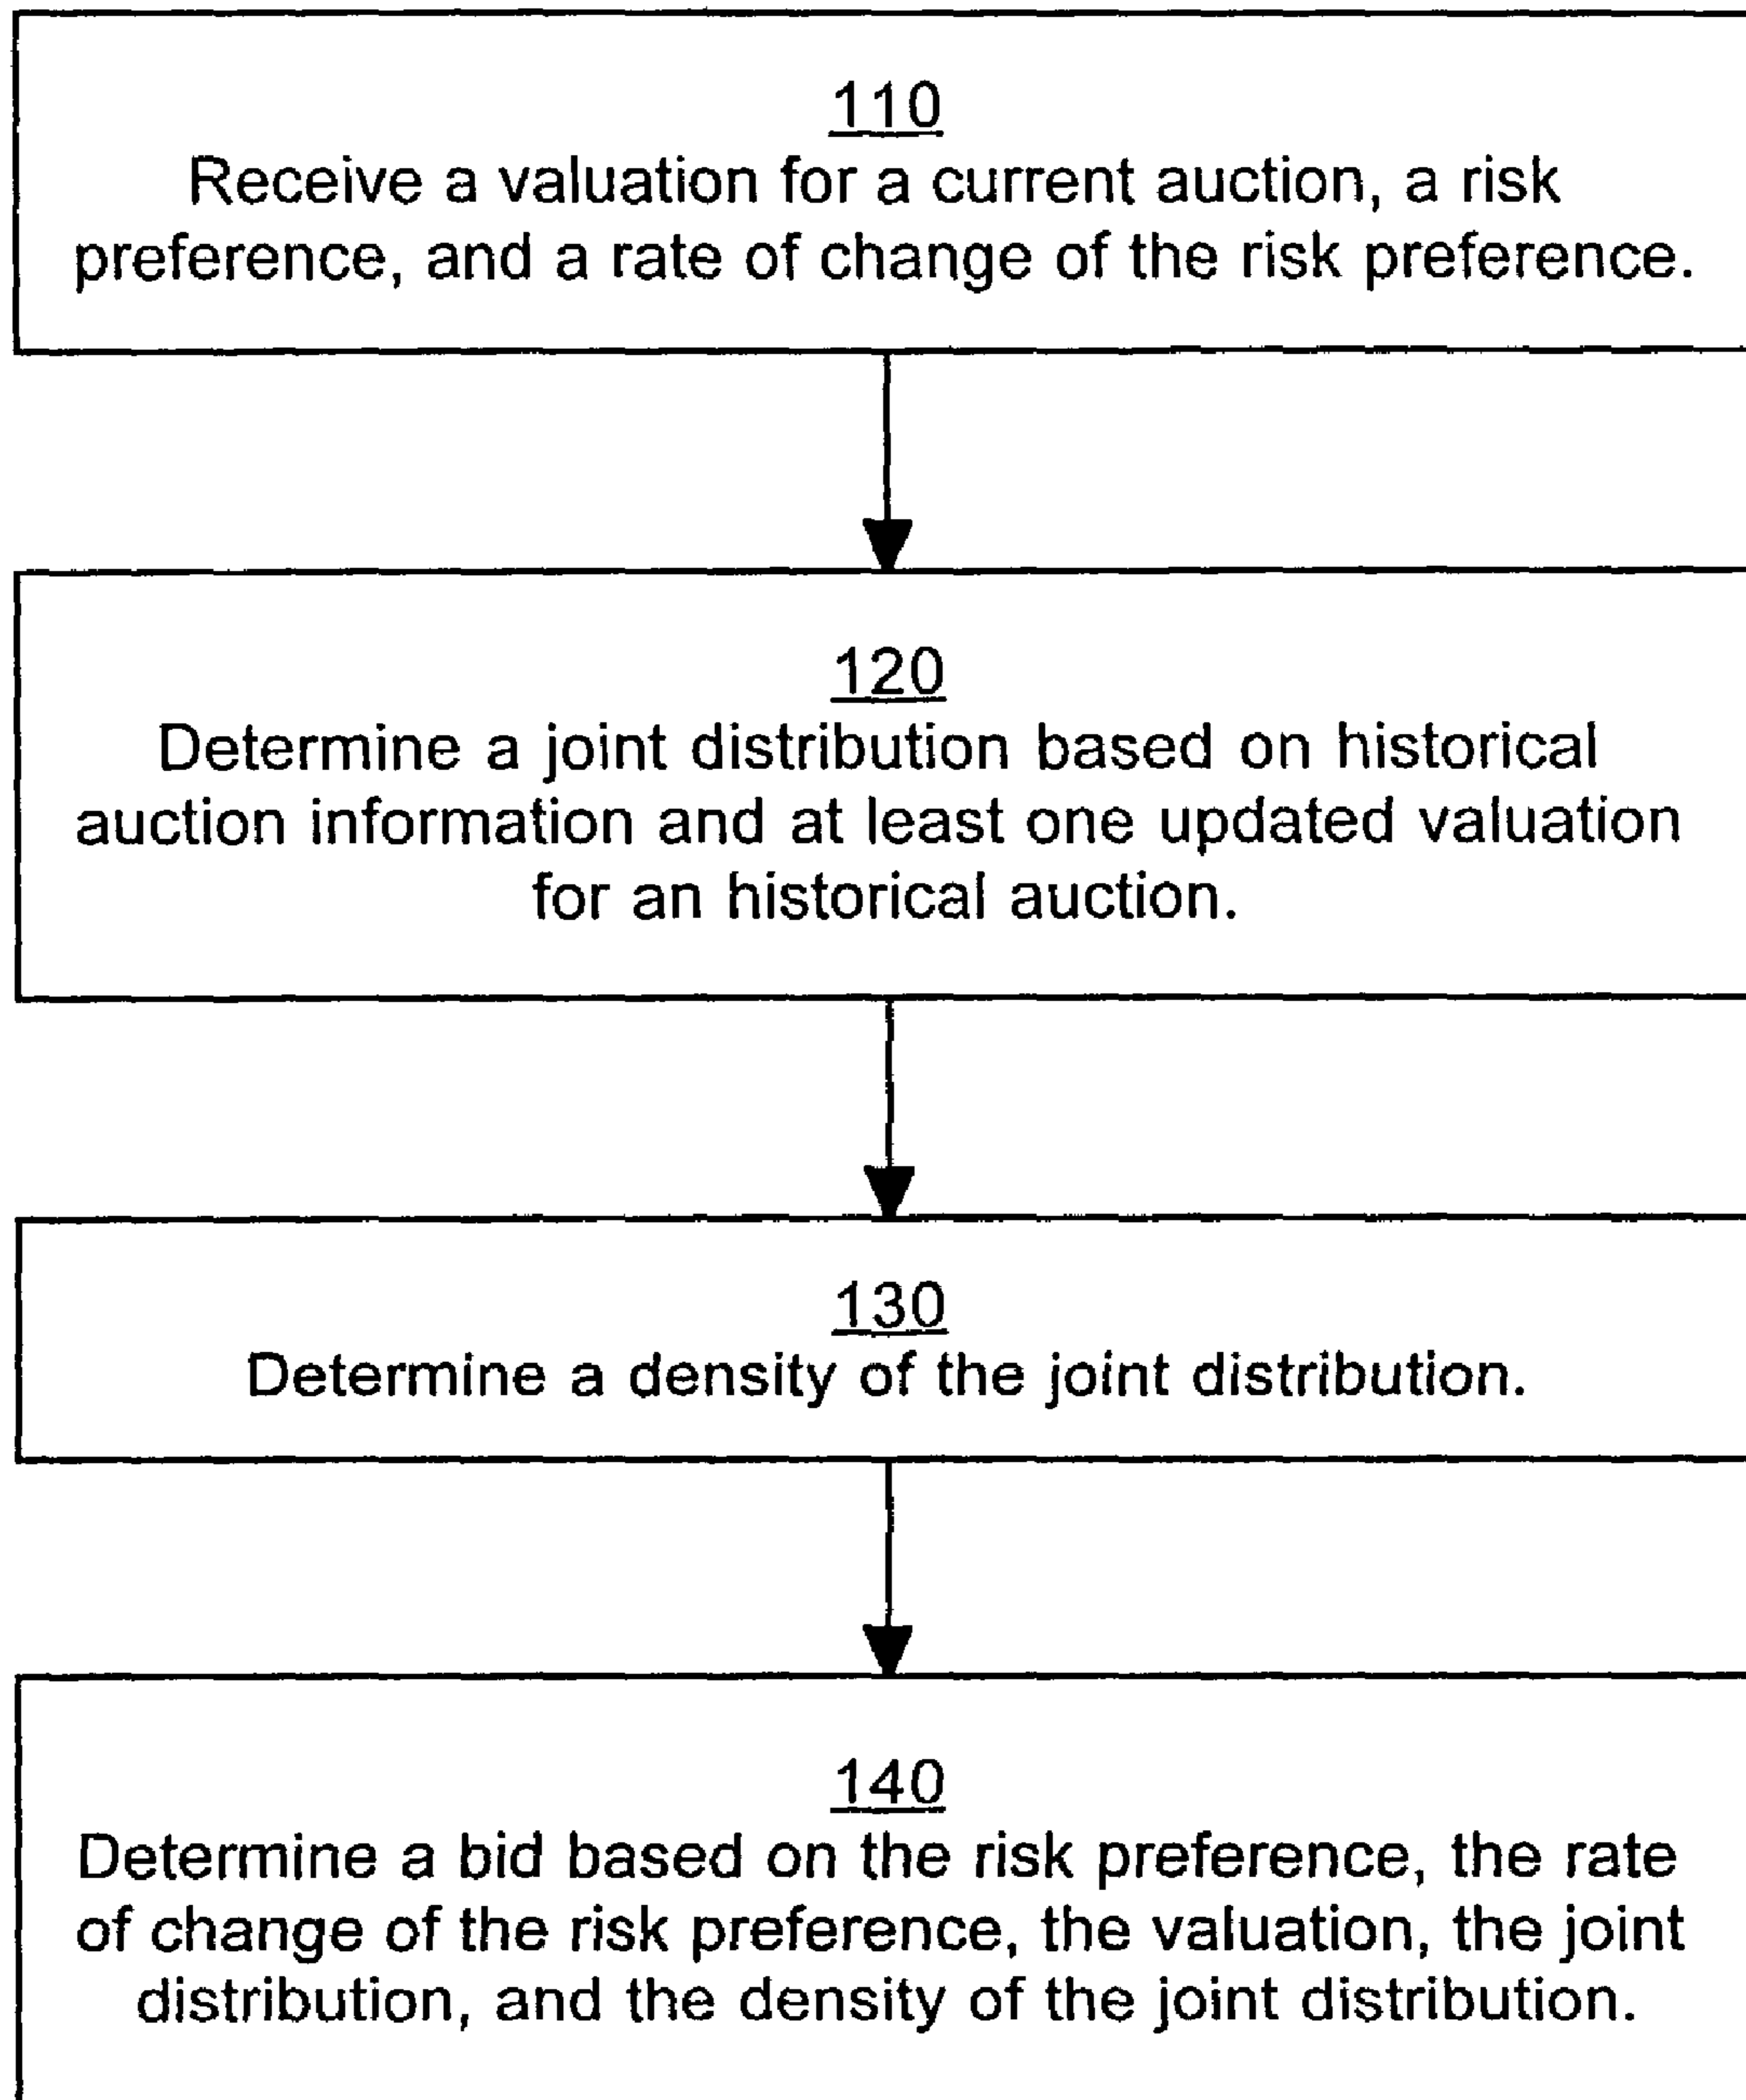 110
Receive a valuation for a current auction, a risk
preference, and a rate of change of the risk preference.
120
Determine a joint distribution based on historical
auction information and at least one updated valuation
for an historical auction.
130
Determine a density of the joint distribution.
140
Determine a bid based on the risk preference, the rate
of change of the risk preference, the valuation, the joint
distribution, and the density of the joint distribution.